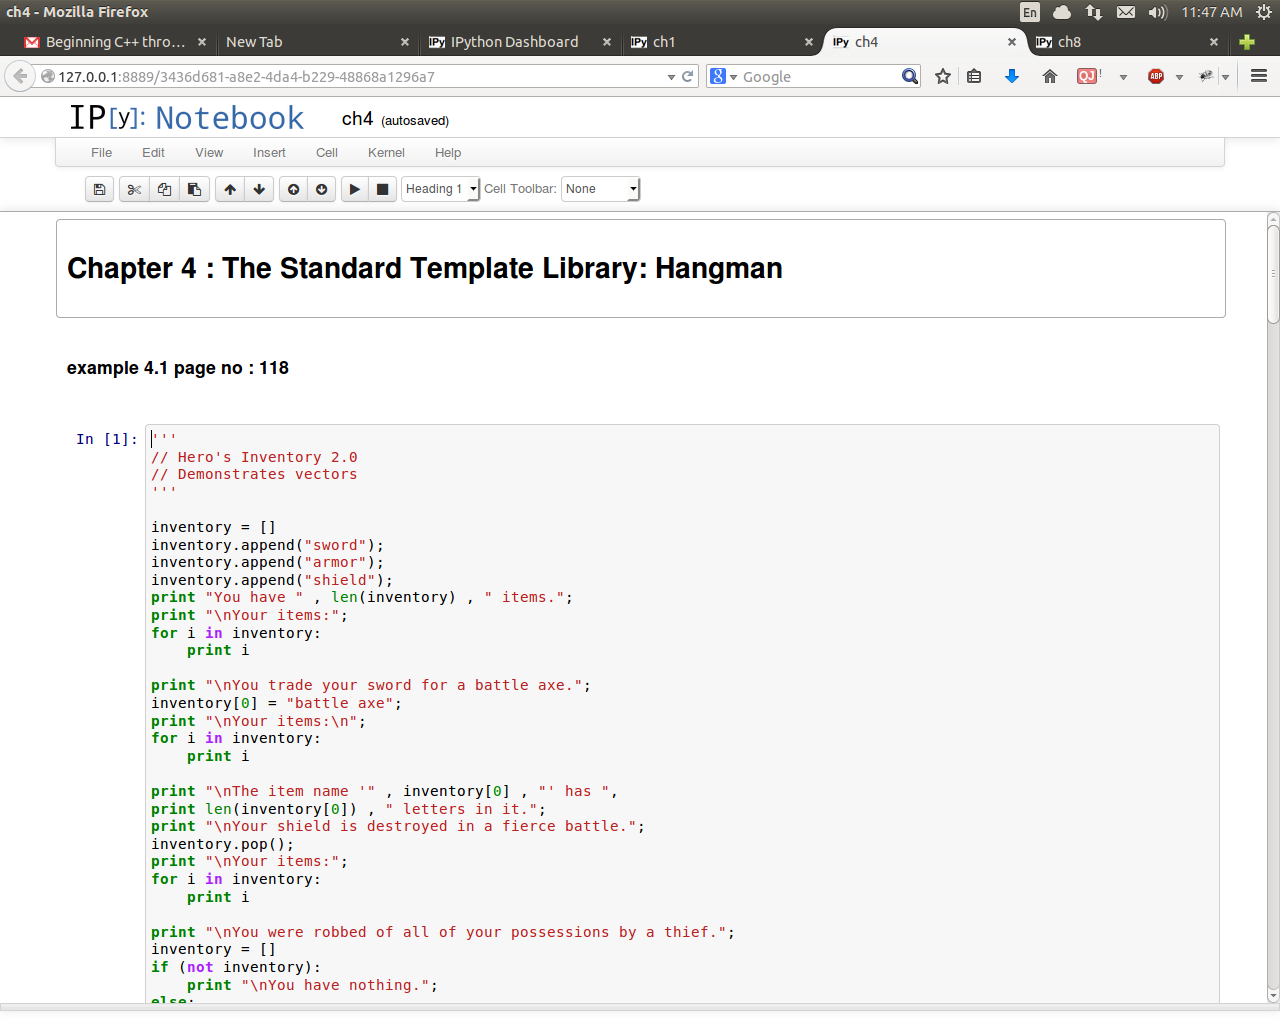 ch4 - Mozilla Firefox
En
11:47 AM
Beginning C++ thro... × New Tab × IPython Dashboard × ch1 × ch4 × ch8 ×
127.0.0.1:8889/3436d681-a8e2-4da4-b229-48868a1296a7
Google
QJ !
ABP
IP[y]: Notebook ch4 (autosaved)
File Edit View Insert Cell Kernel Help
Heading 1 Cell Toolbar: None
Chapter 4 : The Standard Template Library: Hangman
example 4.1 page no : 118
In [1]:
'''
// Hero's Inventory 2.0
// Demonstrates vectors
'''
inventory = []
inventory.append("sword");
inventory.append("armor");
inventory.append("shield");
print "You have " , len(inventory) , " items.";
print "\nYour items:";
for i in inventory:
    print i
print "\nYou trade your sword for a battle axe.";
inventory[0] = "battle axe";
print "\nYour items:\n";
for i in inventory:
    print i
print "\nThe item name '" , inventory[0] , "' has ",
print len(inventory[0]) , " letters in it.";
print "\nYour shield is destroyed in a fierce battle.";
inventory.pop();
print "\nYour items:";
for i in inventory:
    print i
print "\nYou were robbed of all of your possessions by a thief.";
inventory = []
if (not inventory):
    print "\nYou have nothing.";
else: